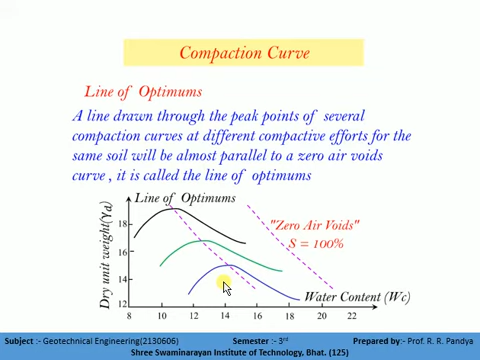 Compaction Curve
Line of Optimums
A line drawn through the peak points of several
compaction curves at different compactive efforts for the
same soil will be almost parallel to a zero air voids
curve , it is called the line of optimums
Line of Optimums
Dry unit weight(γd)
18
16
14
12
"Zero Air Voids"
S = 100%
Water Content (Wc)
8 10 12 14 16 18 20 22
Subject :- Geotechnical Engineering(2130606) Semester :- 3rd Prepared by:- Prof. R. R. Pandya
Shree Swaminarayan Institute of Technology, Bhat. (125)